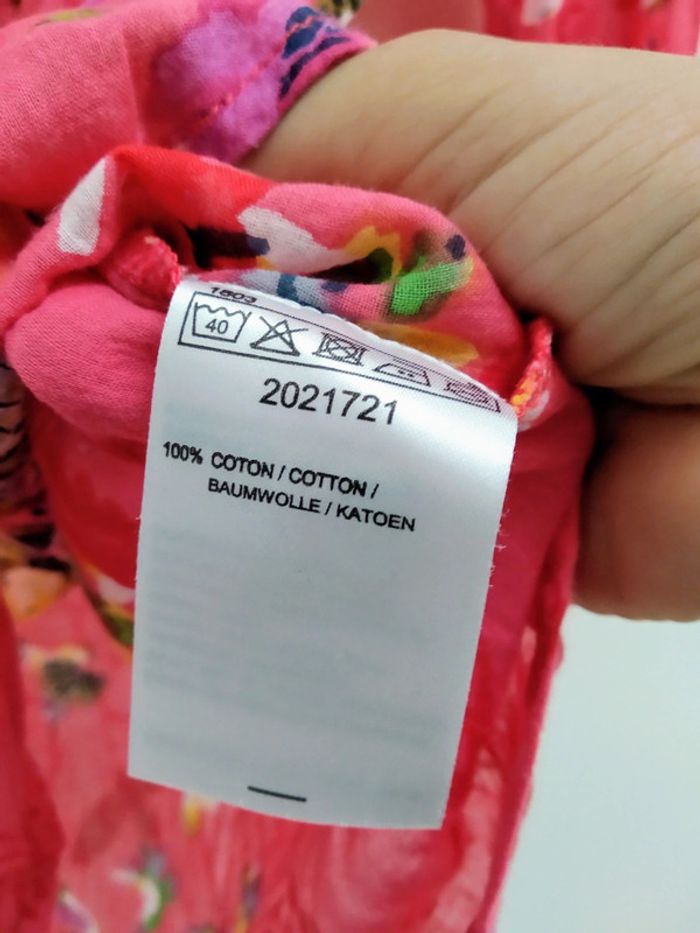 1803
40
2021721
100% COTON / COTTON /
BAUMWOLLE / KATOEN